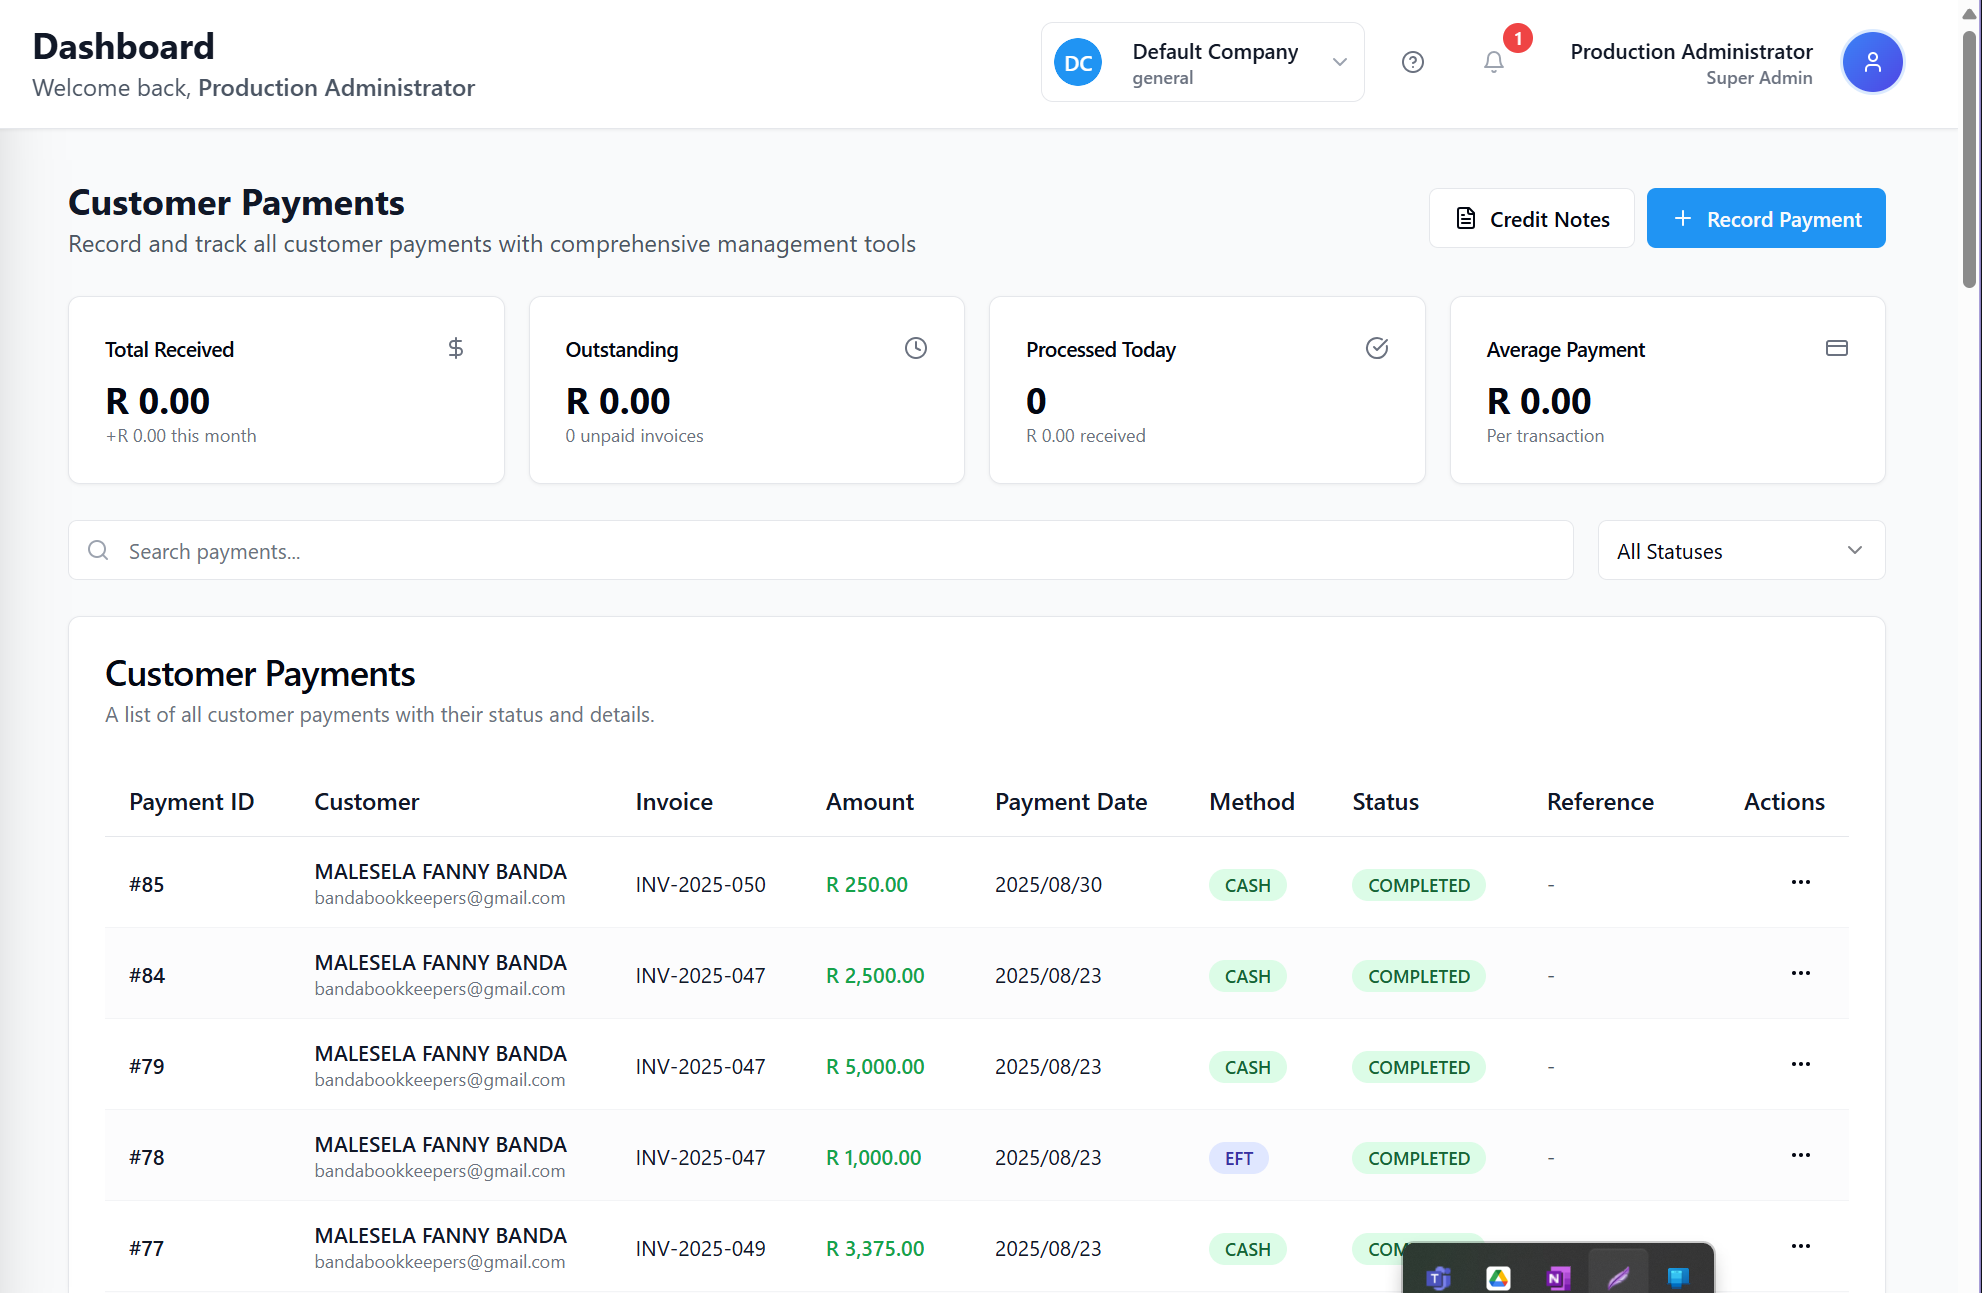 Dashboard
Welcome back, Production Administrator
DC
Default Company
general
1
Production Administrator
Super Admin
Customer Payments
Record and track all customer payments with comprehensive management tools
Credit Notes
+ Record Payment
Total Received
$
R 0.00
+R 0.00 this month
Outstanding
R 0.00
0 unpaid invoices
Processed Today
0
R 0.00 received
Average Payment
R 0.00
Per transaction
Search payments...
All Statuses
Customer Payments
A list of all customer payments with their status and details.
Payment ID Customer Invoice Amount Payment Date Method Status Reference Actions
#85 MALESELA FANNY BANDA INV-2025-050 R 250.00 2025/08/30 CASH COMPLETED - ...
bandabookkeepers@gmail.com
#84 MALESELA FANNY BANDA INV-2025-047 R 2,500.00 2025/08/23 CASH COMPLETED - ...
bandabookkeepers@gmail.com
#79 MALESELA FANNY BANDA INV-2025-047 R 5,000.00 2025/08/23 CASH COMPLETED - ...
bandabookkeepers@gmail.com
#78 MALESELA FANNY BANDA INV-2025-047 R 1,000.00 2025/08/23 EFT COMPLETED - ...
bandabookkeepers@gmail.com
#77 MALESELA FANNY BANDA INV-2025-049 R 3,375.00 2025/08/23 CASH COM ...
bandabookkeepers@gmail.com